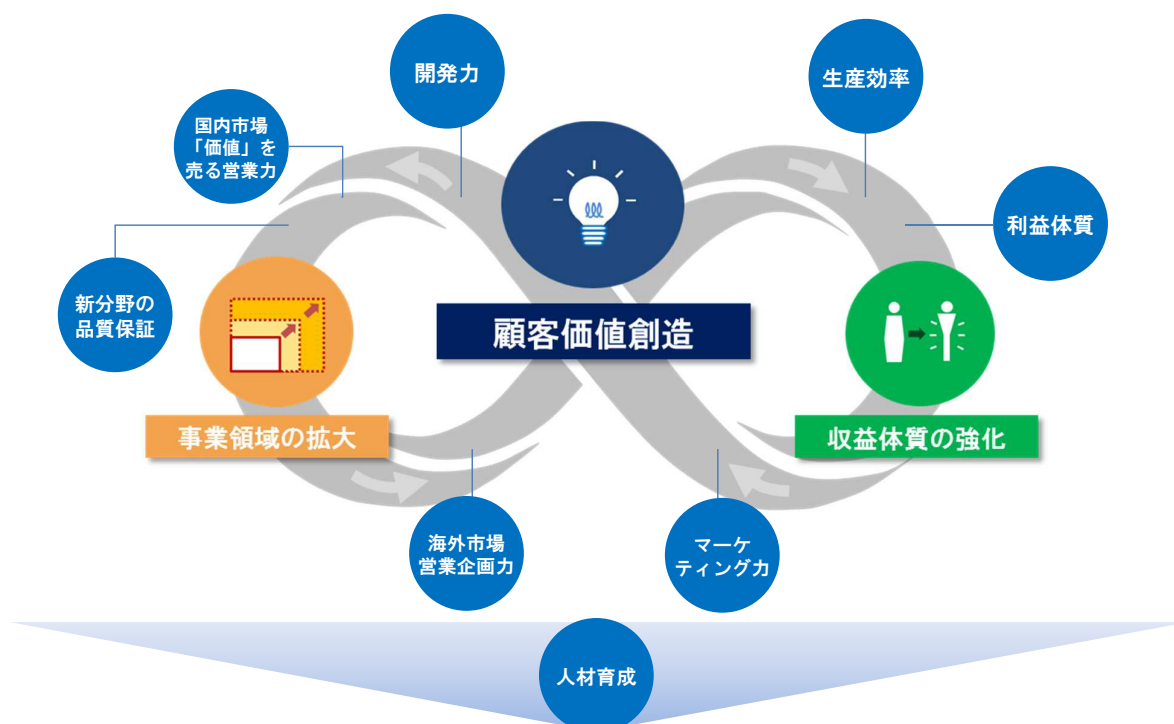 開発力
生産効率
国内市場
「価値」を
売る営業力
利益体質
新分野の
品質保証
顧客価値創造
事業領域の拡大
収益体質の強化
海外市場
営業企画力
マーケ
ティング力
人材育成